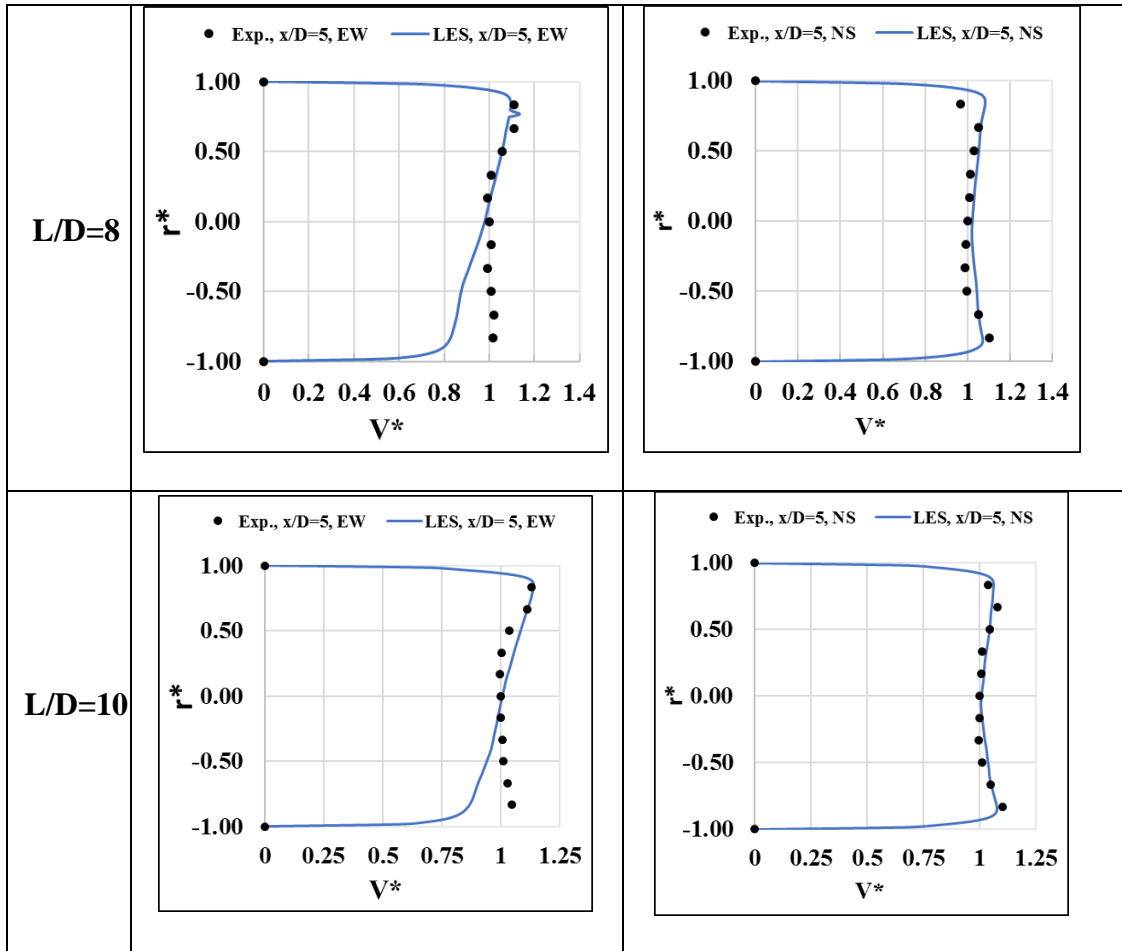 L/D=8
Exp., x/D=5, EW LES, x/D=5, EW
1.00
0.50
0.00
-0.50
-1.00
r*
0 0.2 0.4 0.6 0.8 1 1.2 1.4
V*
Exp., x/D=5, NS LES, x/D=5, NS
1.00
0.50
0.00
-0.50
-1.00
r*
0 0.2 0.4 0.6 0.8 1 1.2 1.4
V*
L/D=10
Exp., x/D=5, EW LES, x/D= 5, EW
1.00
0.50
0.00
-0.50
-1.00
r*
0 0.25 0.5 0.75 1 1.25
V*
Exp., x/D=5, NS LES, x/D=5, NS
1.00
0.50
0.00
-0.50
-1.00
r*
0 0.25 0.5 0.75 1 1.25
V*